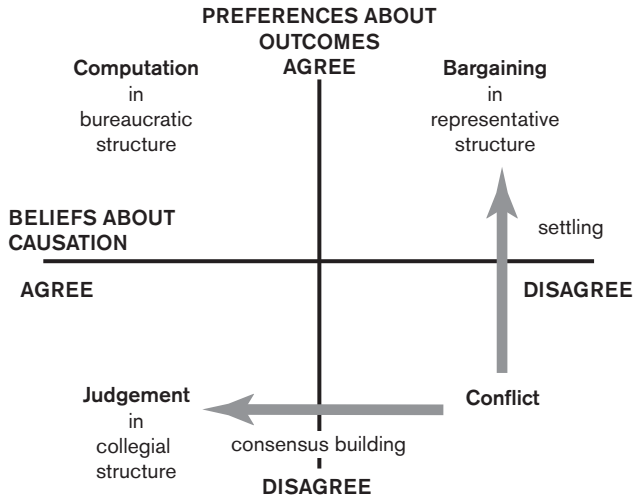 PREFERENCES ABOUT
OUTCOMES
AGREE
Computation
in
bureaucratic
structure
Bargaining
in
representative
structure
BELIEFS ABOUT
CAUSATION
settling
AGREE
DISAGREE
Judgement
in
collegial
structure
Conflict
consensus building
DISAGREE